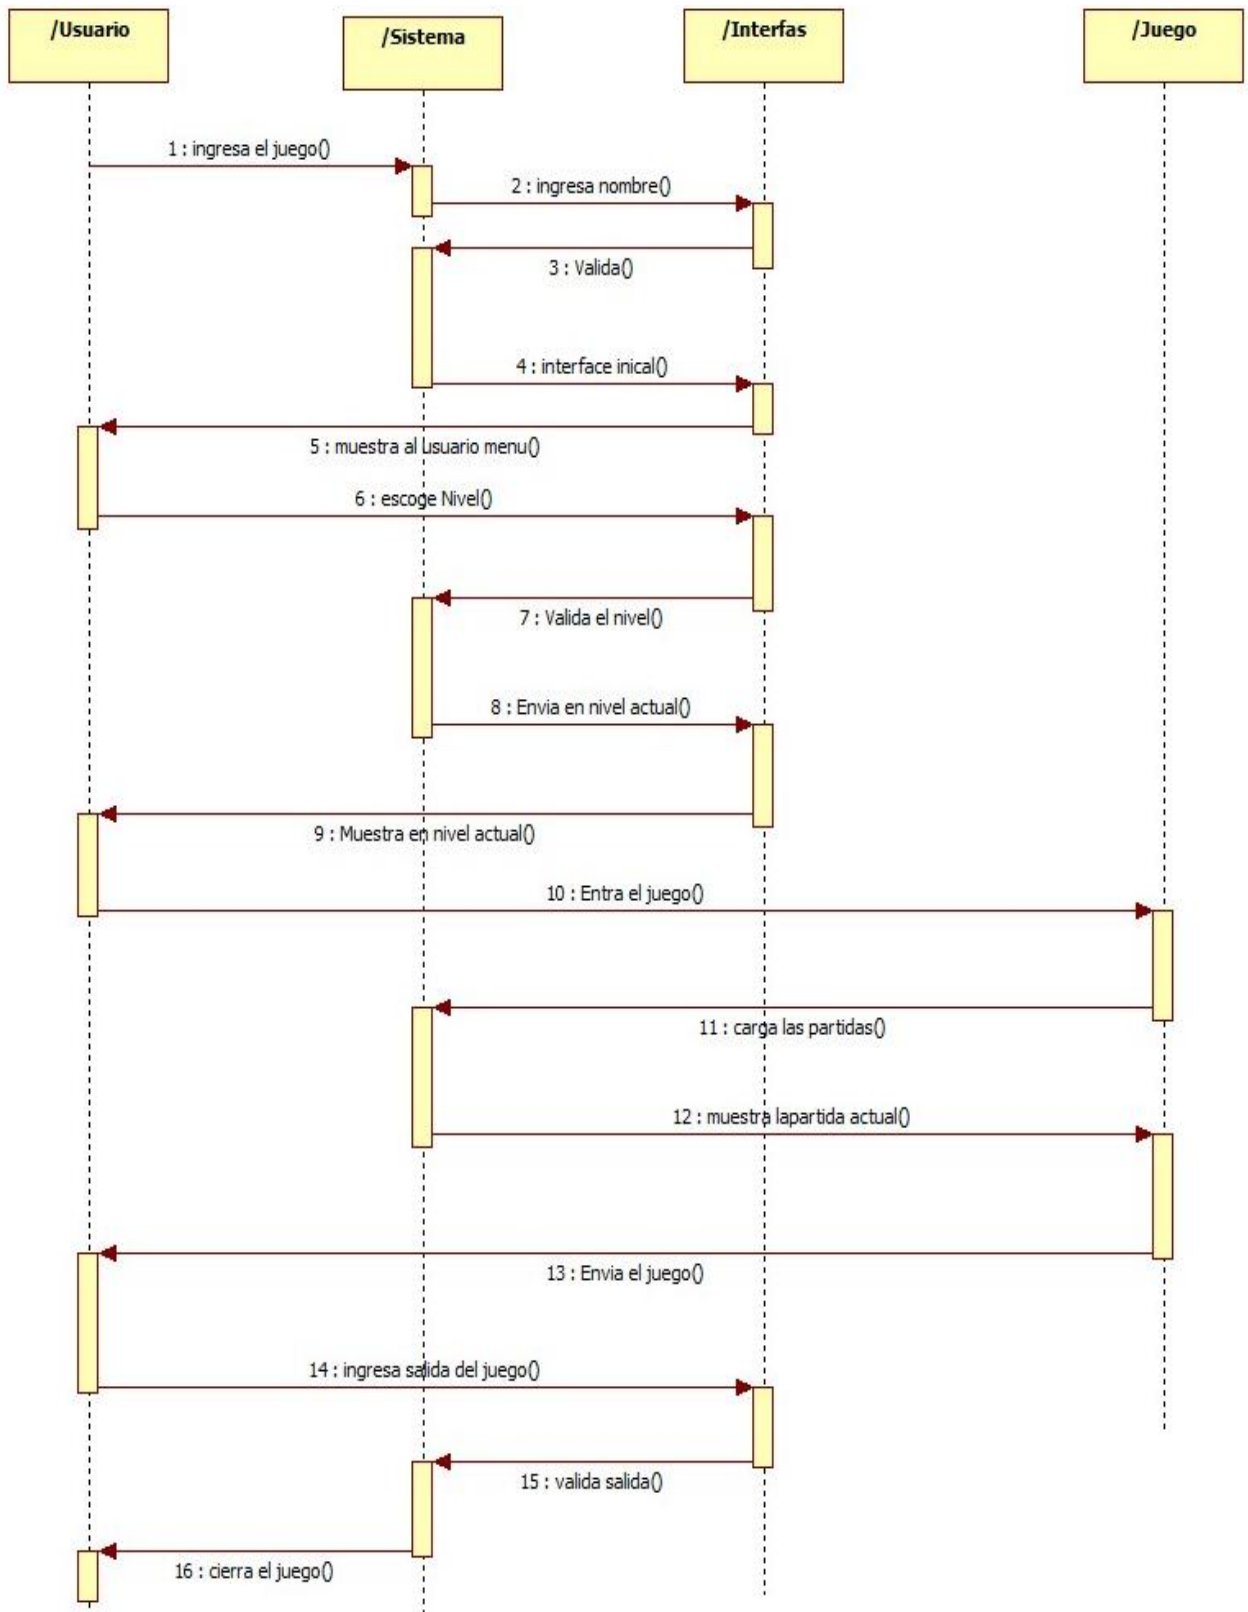 /Usuario
/Sistema
/Interfas
/Juego
1 : ingresa el juego()
2 : ingresa nombre()
3 : Valida()
4 : interface inical()
5 : muestra al usuario menu()
6 : escoge Nivel()
7 : Valida el nivel()
8 : Envia en nivel actual()
9 : Muestra en nivel actual()
10 : Entra el juego()
11 : carga las partidas()
12 : muestra lapartida actual()
13 : Envia el juego()
14 : ingresa salida del juego()
15 : valida salida()
16 : cierra el juego()